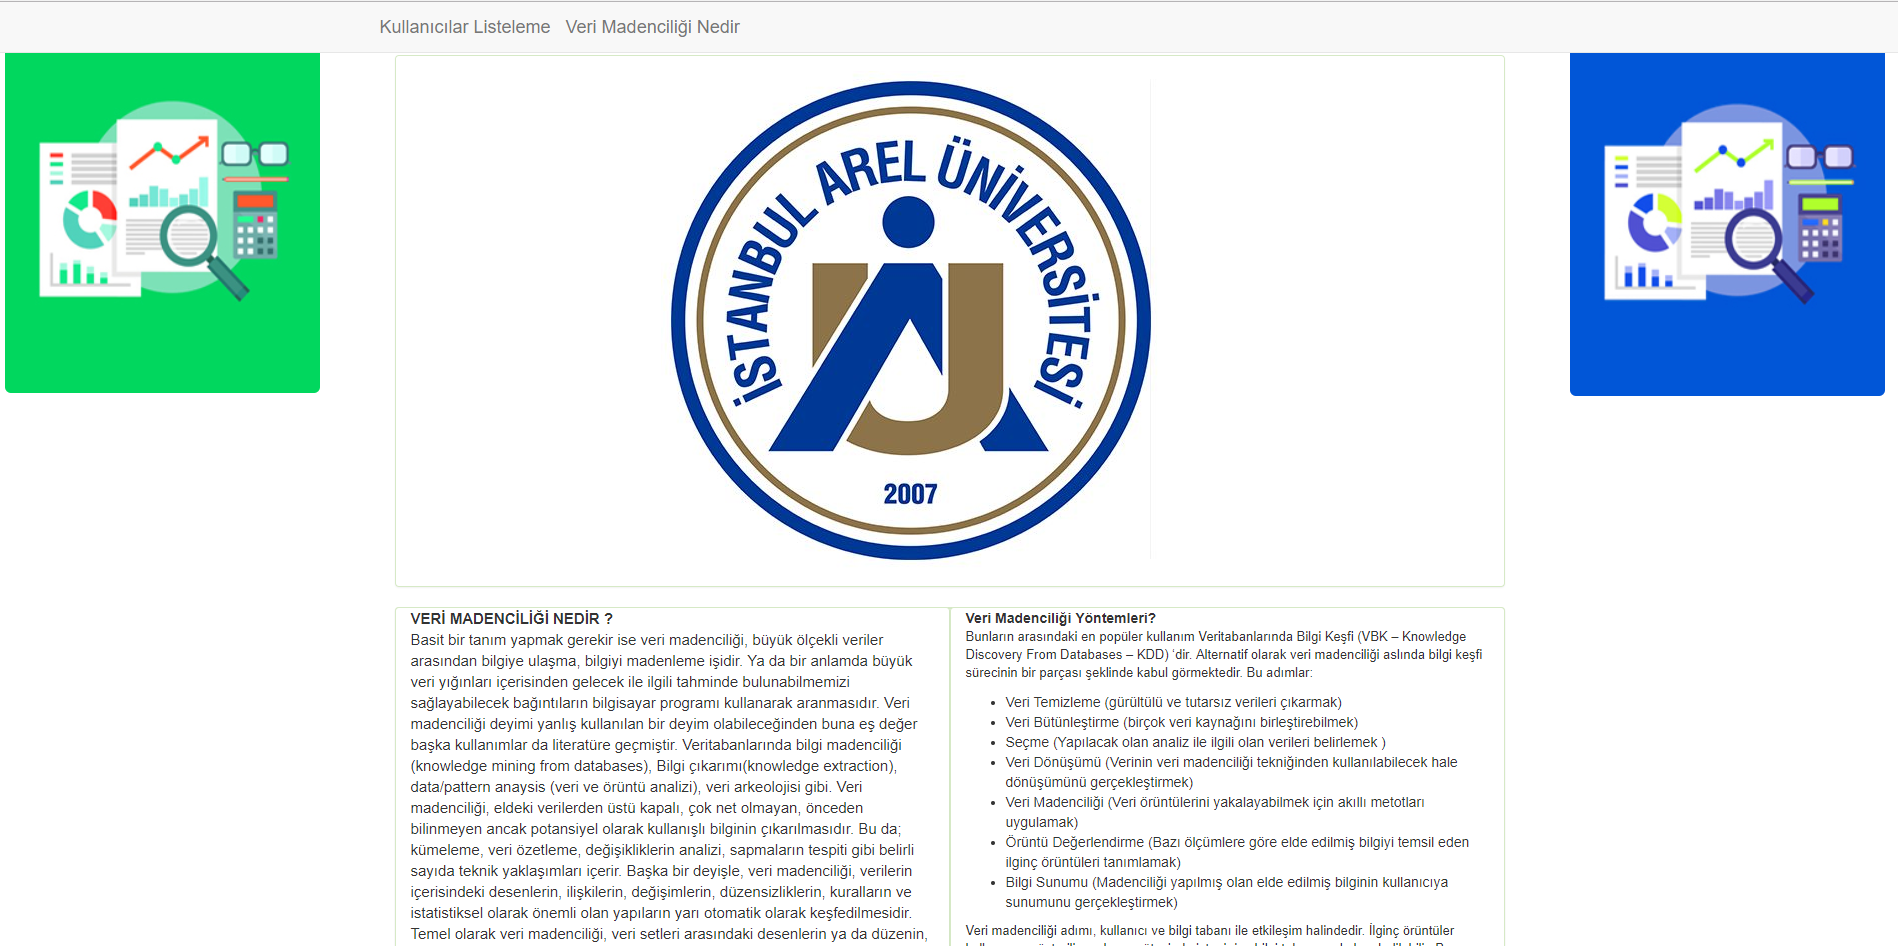 Kullanıcılar Listeleme Veri Madenciliği Nedir
İSTANBUL AREL ÜNİVERSİTESİ
2007
VERİ MADENCİLİĞİ NEDİR ?
Basit bir tanım yapmak gerekir ise veri madenciliği, büyük ölçekli veriler
arasından bilgiye ulaşma, bilgiyi madenleme işidir. Ya da bir anlamda büyük
veri yığınları içerisinden gelecek ile ilgili tahminde bulunabilmemizi
sağlayabilecek bağıntıların bilgisayar programı kullanarak aranmasıdır. Veri
madenciliği deyimi yanlış kullanılan bir deyim olabileceğinden buna eş değer
başka kullanımlar da literatüre geçmiştir. Veritabanlarında bilgi madenciliği
(knowledge mining from databases), Bilgi çıkarımı(knowledge extraction),
data/pattern anaysis (veri ve örüntü analizi), veri arkeolojisi gibi. Veri
madenciliği, eldeki verilerden üstü kapalı, çok net olmayan, önceden
bilinmeyen ancak potansiyel olarak kullanışlı bilginin çıkarılmasıdır. Bu da;
kümeleme, veri özetleme, değişikliklerin analizi, sapmaların tespiti gibi belirli
sayıda teknik yaklaşımları içerir. Başka bir deyişle, veri madenciliği, verilerin
içerisindeki desenlerin, ilişkilerin, değişimlerin, düzensizliklerin, kuralların ve
istatistiksel olarak önemli olan yapıların yarı otomatik olarak keşfedilmesidir.
Temel olarak veri madenciliği, veri setleri arasındaki desenlerin ya da düzenin,
Veri Madenciliği Yöntemleri?
Bunların arasındaki en popüler kullanım Veritabanlarında Bilgi Keşfi (VBK – Knowledge
Discovery From Databases – KDD) ‘dir. Alternatif olarak veri madenciliği aslında bilgi keşfi
sürecinin bir parçası şeklinde kabul görmektedir. Bu adımlar:
• Veri Temizleme (gürültülü ve tutarsız verileri çıkarmak)
• Veri Bütünleştirme (birçok veri kaynağını birleştirebilmek)
• Seçme (Yapılacak olan analiz ile ilgili olan verileri belirlemek )
• Veri Dönüşümü (Verinin veri madenciliği tekniğinden kullanılabilecek hale
dönüşümünü gerçekleştirmek)
• Veri Madenciliği (Veri örüntülerini yakalayabilmek için akıllı metotları
uygulamak)
• Örüntü Değerlendirme (Bazı ölçümlere göre elde edilmiş bilgiyi temsil eden
ilginç örüntüleri tanımlamak)
• Bilgi Sunumu (Madenciliği yapılmış olan elde edilmiş bilginin kullanıcıya
sunumunu gerçekleştirmek)
Veri madenciliği adımı, kullanıcı ve bilgi tabanı ile etkileşim halindedir. İlginç örüntüler